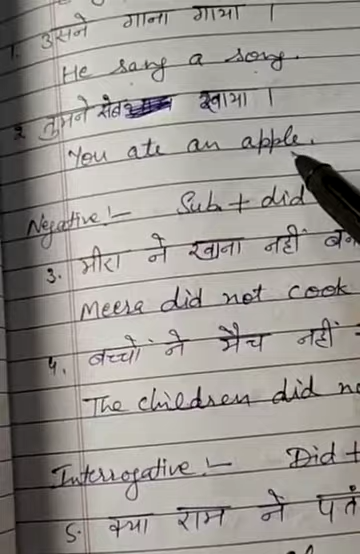 1. उसने गाना गाया ।
He sang a song.
2 तुमने सेब खाया ।
You ate an apple.
Negative :- Sub + did
3. मीरा ने खाना नहीं
Meera did not cook
4. बच्चों ने मैच नहीं
The children did
Interrogative :- Did +
5. क्या राम ने